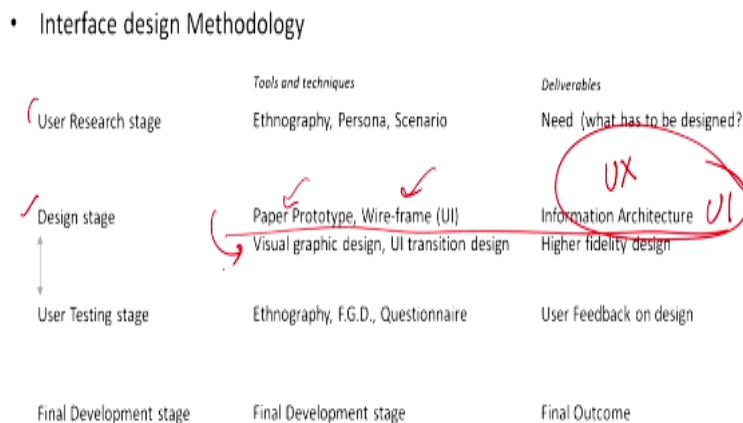 • Interface design Methodology
Tools and techniques Deliverables
User Research stage Ethnography, Persona, Scenario Need (what has to be designed?
UX
Design stage Paper Prototype, Wire-frame (UI) Information Architecture UI
Visual graphic design, UI transition design Higher fidelity design
User Testing stage Ethnography, F.G.D., Questionnaire User Feedback on design
Final Development stage Final Development stage Final Outcome